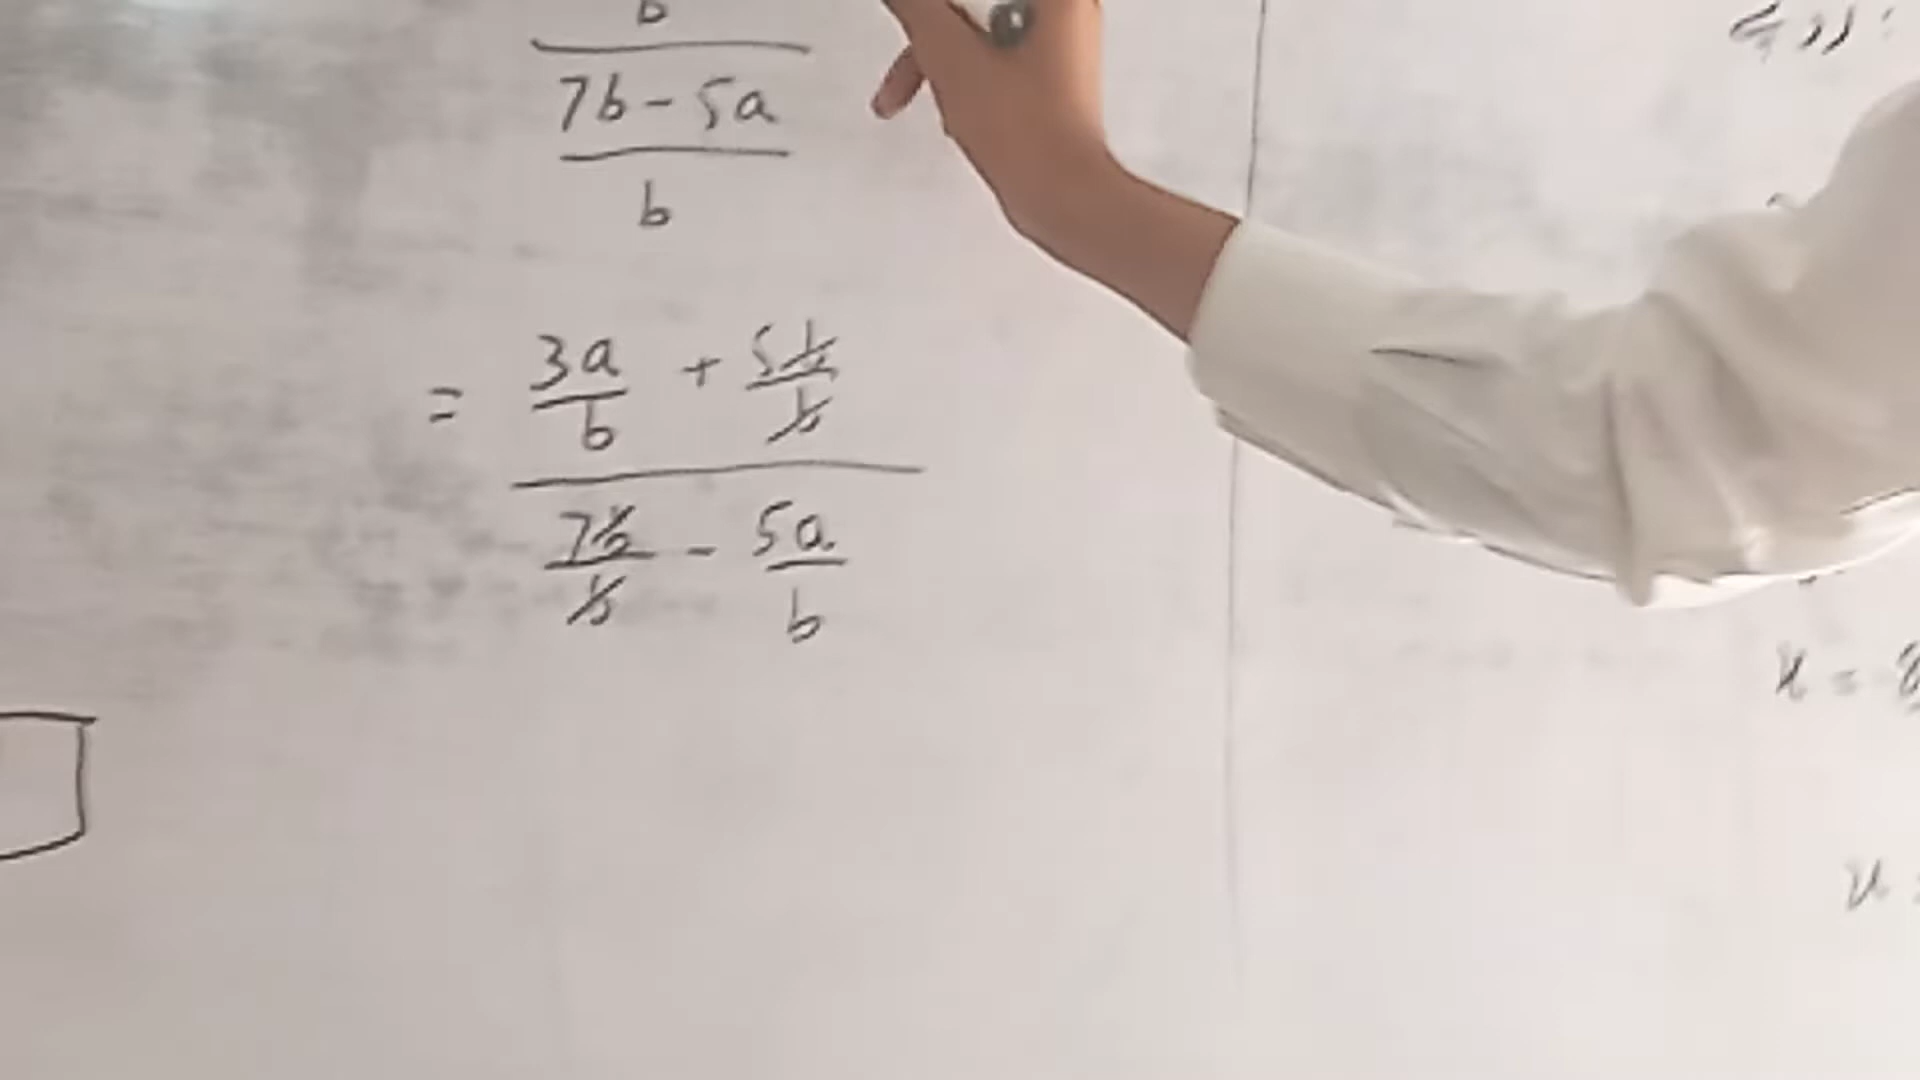 b
7b - 5a
b
= 3a/b + 5b/b
7b/b - 5a/b
x =
x